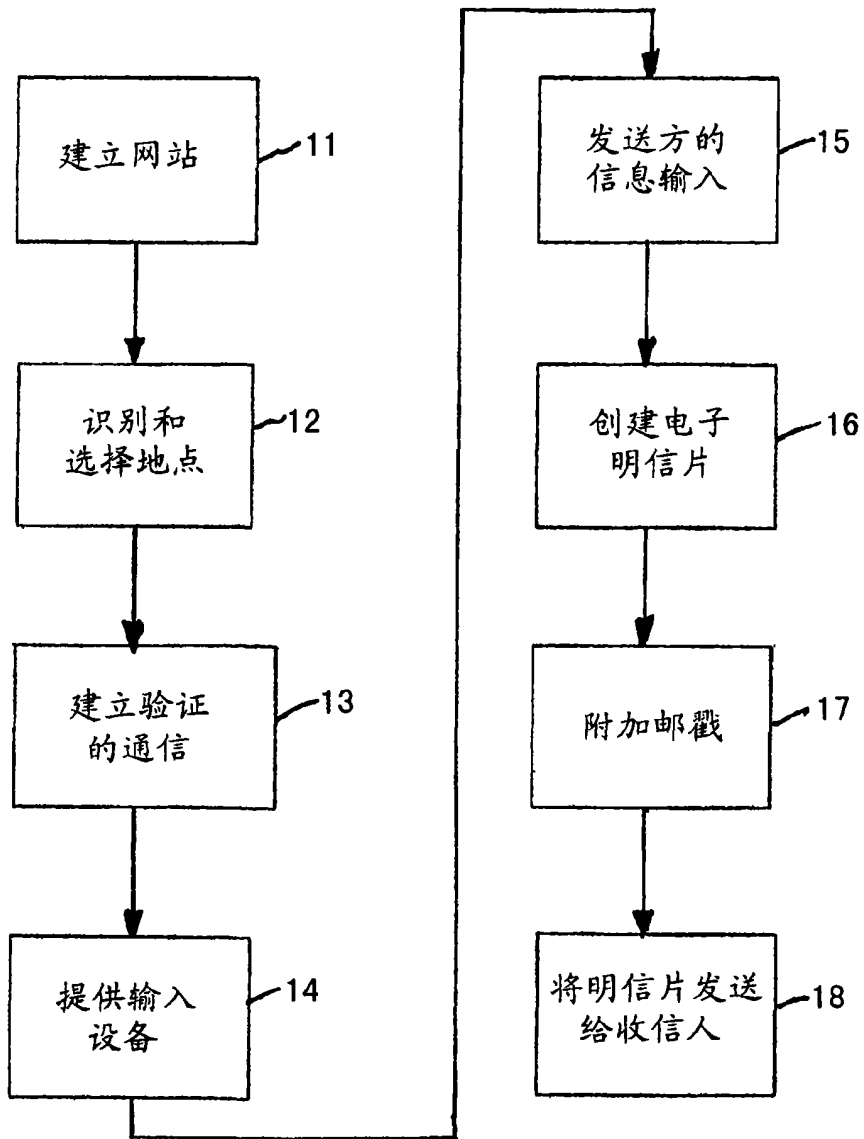 建立网站
11
识别和
选择地点
12
建立验证
的通信
13
提供输入
设备
14
发送方的
信息输入
15
创建电子
明信片
16
附加邮戳
17
将明信片发送
给收信人
18